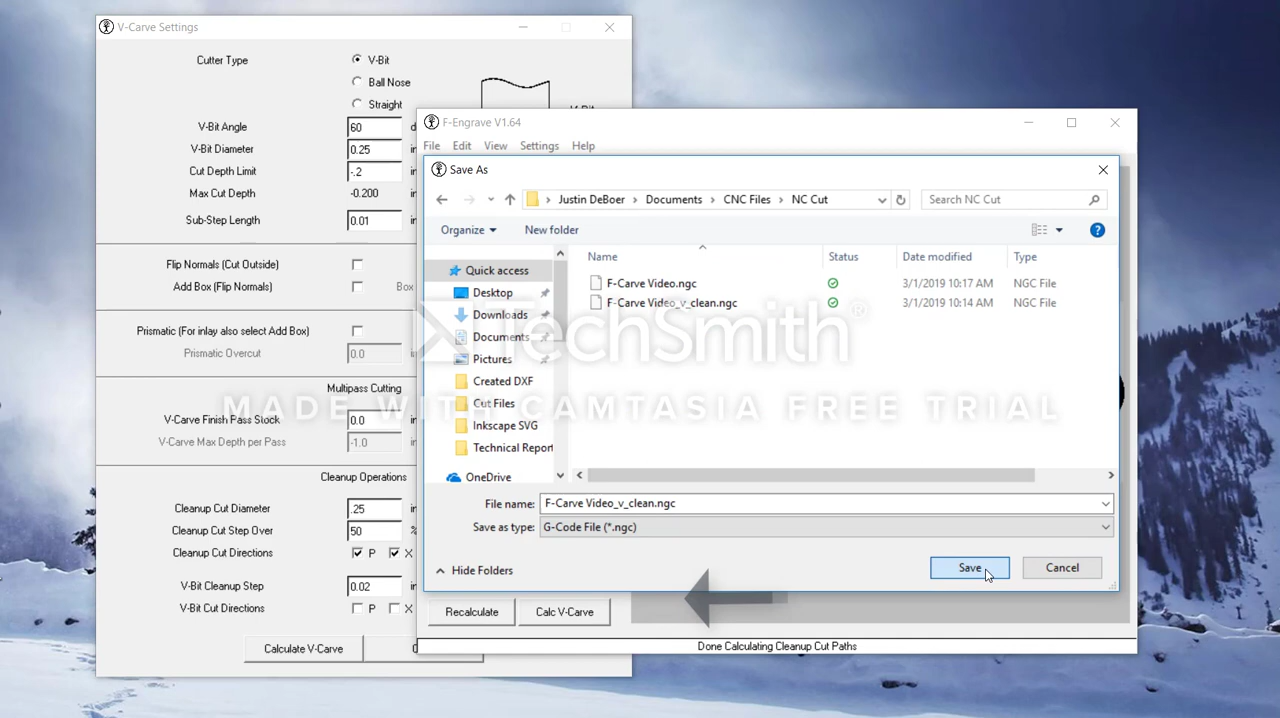 V-Carve Settings
Cutter Type
V-Bit
Ball Nose
Straight
V-Bit Angle 60
V-Bit Diameter 0.25
Cut Depth Limit -.2
Max Cut Depth -0.200
Sub-Step Length 0.01
Flip Normals (Cut Outside)
Add Box (Flip Normals) Box
Prismatic (For inlay also select Add Box)
Prismatic Overcut 0.0
Multipass Cutting
V-Carve Finish Pass Stock 0.0
V-Carve Max Depth per Pass -1.0
Cleanup Operations
Cleanup Cut Diameter .25
Cleanup Cut Step Over 50 %
Cleanup Cut Directions P X
V-Bit Cleanup Step 0.02
V-Bit Cut Directions P X
Calculate V-Carve
F-Engrave V1.64
File Edit View Settings Help
Save As
Justin DeBoer > Documents > CNC Files > NC Cut
Search NC Cut
Organize New folder
Name Status Date modified Type
F-Carve Video.ngc 3/1/2019 10:17 AM NGC File
F-Carve Video_v_clean.ngc 3/1/2019 10:14 AM NGC File
Quick access
Desktop
Downloads
Documents
Pictures
Created DXF
Cut Files
Inkscape SVG
Technical Report
OneDrive
TechSmith®
MADE WITH CAMTASIA FREE TRIAL
File name: F-Carve Video_v_clean.ngc
Save as type: G-Code File (*.ngc)
Hide Folders
Save Cancel
Recalculate Calc V-Carve
Done Calculating Cleanup Cut Paths